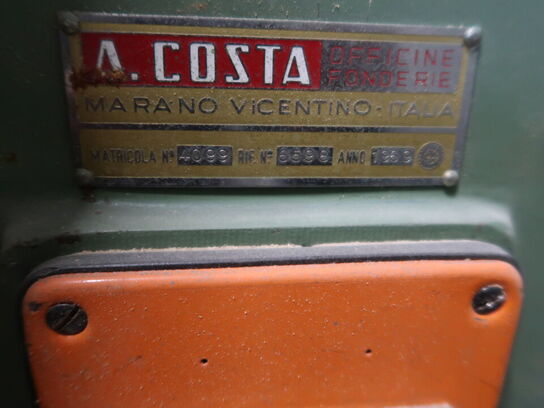 A. COSTA OFFICINE FONDERIE
MARANO VICENTINO - ITALIA
MATRICOLA N° 4099 RIF. N° ANNO